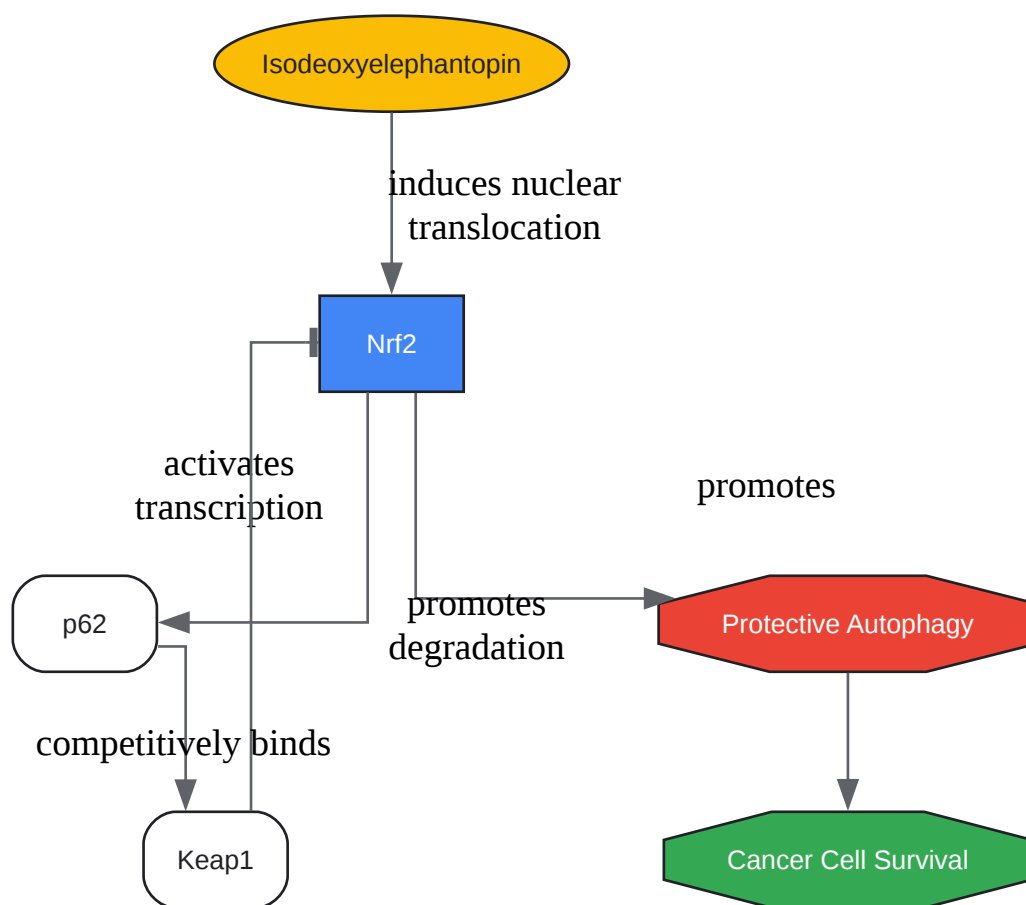 Isodeoxyelephantopin
induces nuclear
translocation
Nrf2
activates
transcription
promotes
p62
promotes
degradation
Protective Autophagy
competitively binds
Keap1
Cancer Cell Survival